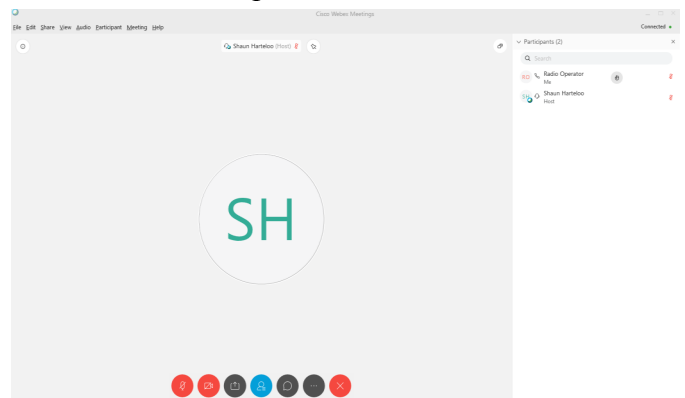 Cisco Webex Meetings
File Edit Share View Audio Participant Meeting Help
Connected
Shaun Harteloo (Host)
Participants (2)
Search
RO Radio Operator
Me
SH Shaun Harteloo
Host
SH